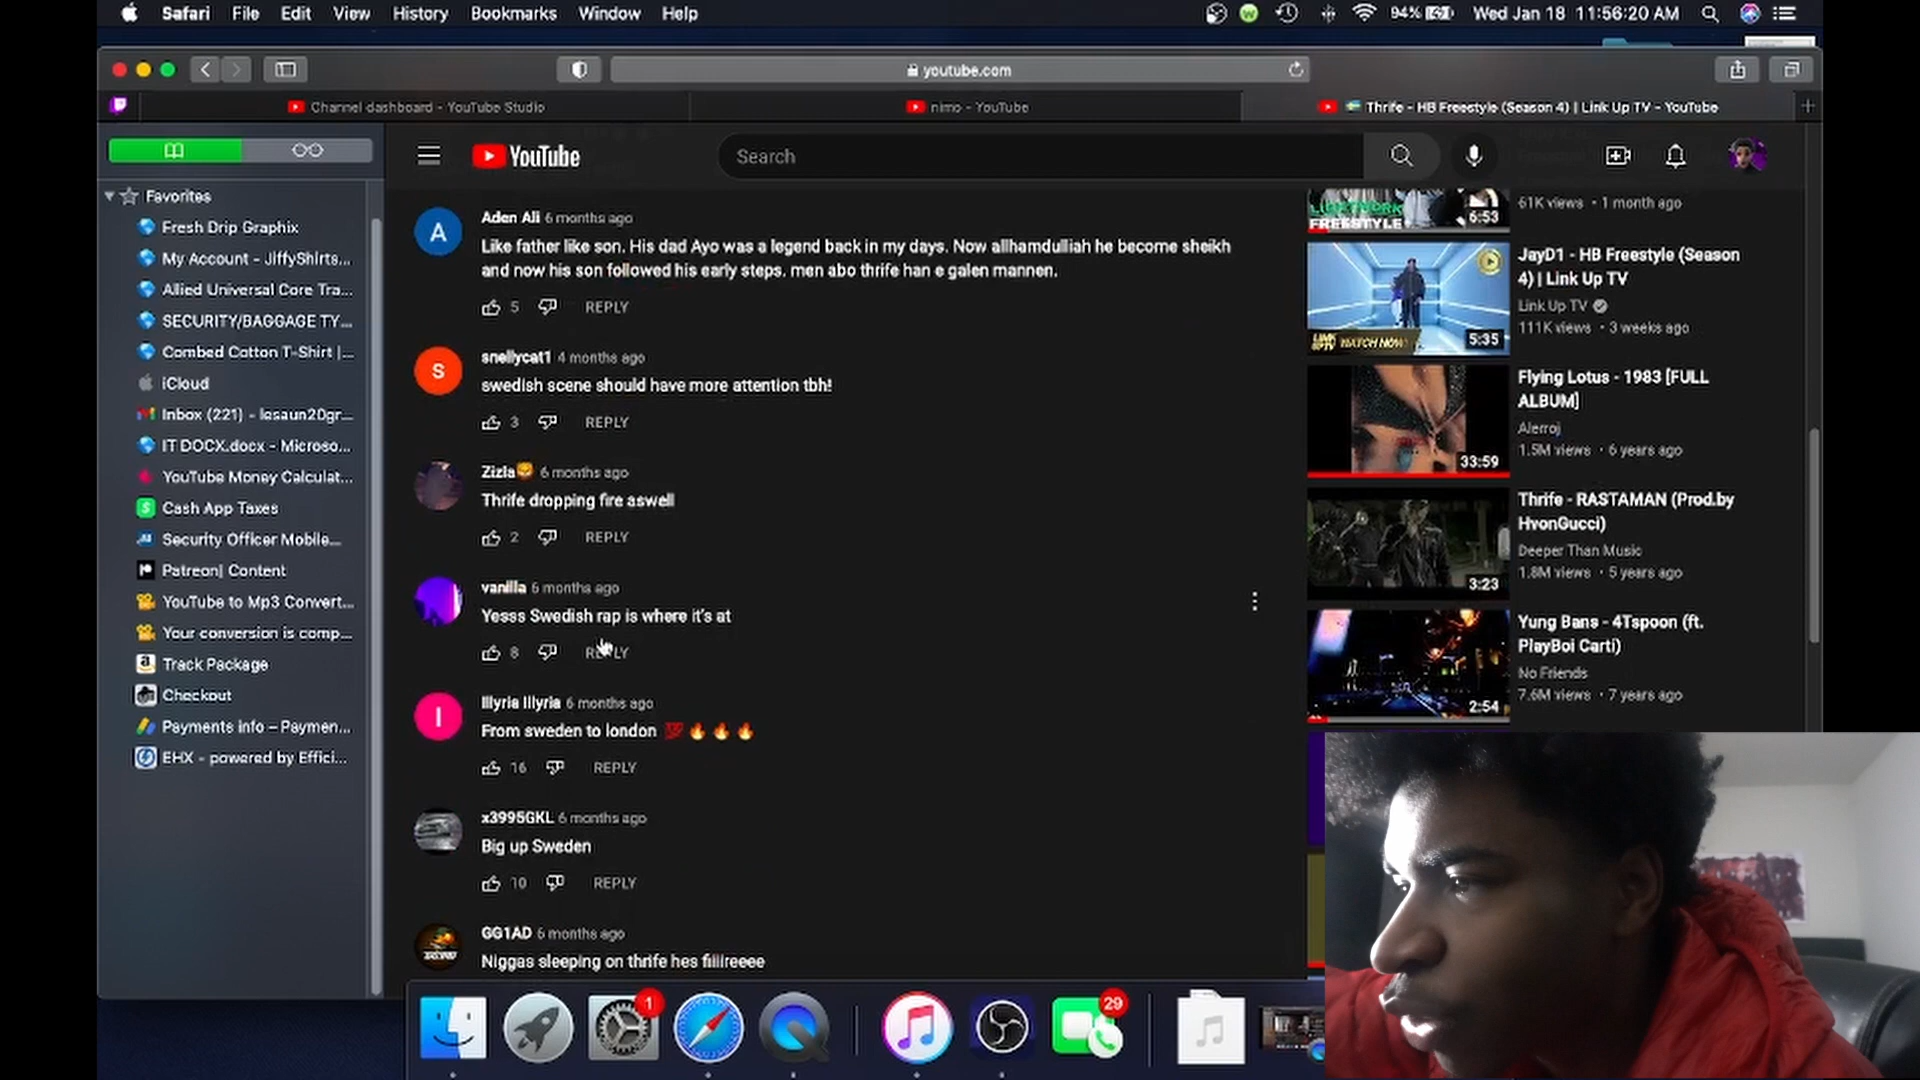 Safari File Edit View History Bookmarks Window Help 94% Wed Jan 18 11:56:20 AM
youtube.com
Channel dashboard - YouTube Studio
nimo - YouTube
Thrife - HB Freestyle (Season 4) | Link Up TV - YouTube
Favorites
Fresh Drip Graphix
My Account - JiffyShirts...
Allied Universal Core Tra...
SECURITY/BAGGAGE TY...
Combed Cotton T-Shirt |...
iCloud
Inbox (221) - lesaun20gr...
IT DOCX.docx - Microso...
YouTube Money Calculat...
Cash App Taxes
Security Officer Mobile...
Patreon| Content
YouTube to Mp3 Convert...
Your conversion is comp...
Track Package
Checkout
Payments info – Paymen...
EHX - powered by Effici...
YouTube
Search
A
Aden Ali 6 months ago
Like father like son. His dad Ayo was a legend back in my days. Now allhamdulliah he become sheikh
and now his son followed his early steps. men abo thrife han e galen mannen.
5 REPLY
S
snellycat1 4 months ago
swedish scene should have more attention tbh!
3 REPLY
Zizla🦁 6 months ago
Thrife dropping fire aswell
2 REPLY
vanilla 6 months ago
Yesss Swedish rap is where it's at
8 REPLY
I
Illyria Illyria 6 months ago
From sweden to london 💯🔥🔥🔥
16 REPLY
x3995GKL 6 months ago
Big up Sweden
10 REPLY
GG1AD 6 months ago
Niggas sleeping on thrife hes fiiiireeee
FREESTYLE
6:53
61K views • 1 month ago
WATCH NOW
5:35
JayD1 - HB Freestyle (Season
4) | Link Up TV
Link Up TV
111K views • 3 weeks ago
33:59
Flying Lotus - 1983 [FULL
ALBUM]
Alerroj
1.5M views • 6 years ago
3:23
Thrife - RASTAMAN (Prod.by
HvonGucci)
Deeper Than Music
1.8M views • 5 years ago
2:54
Yung Bans - 4Tspoon (ft.
PlayBoi Carti)
No Friends
7.6M views • 7 years ago
1
29